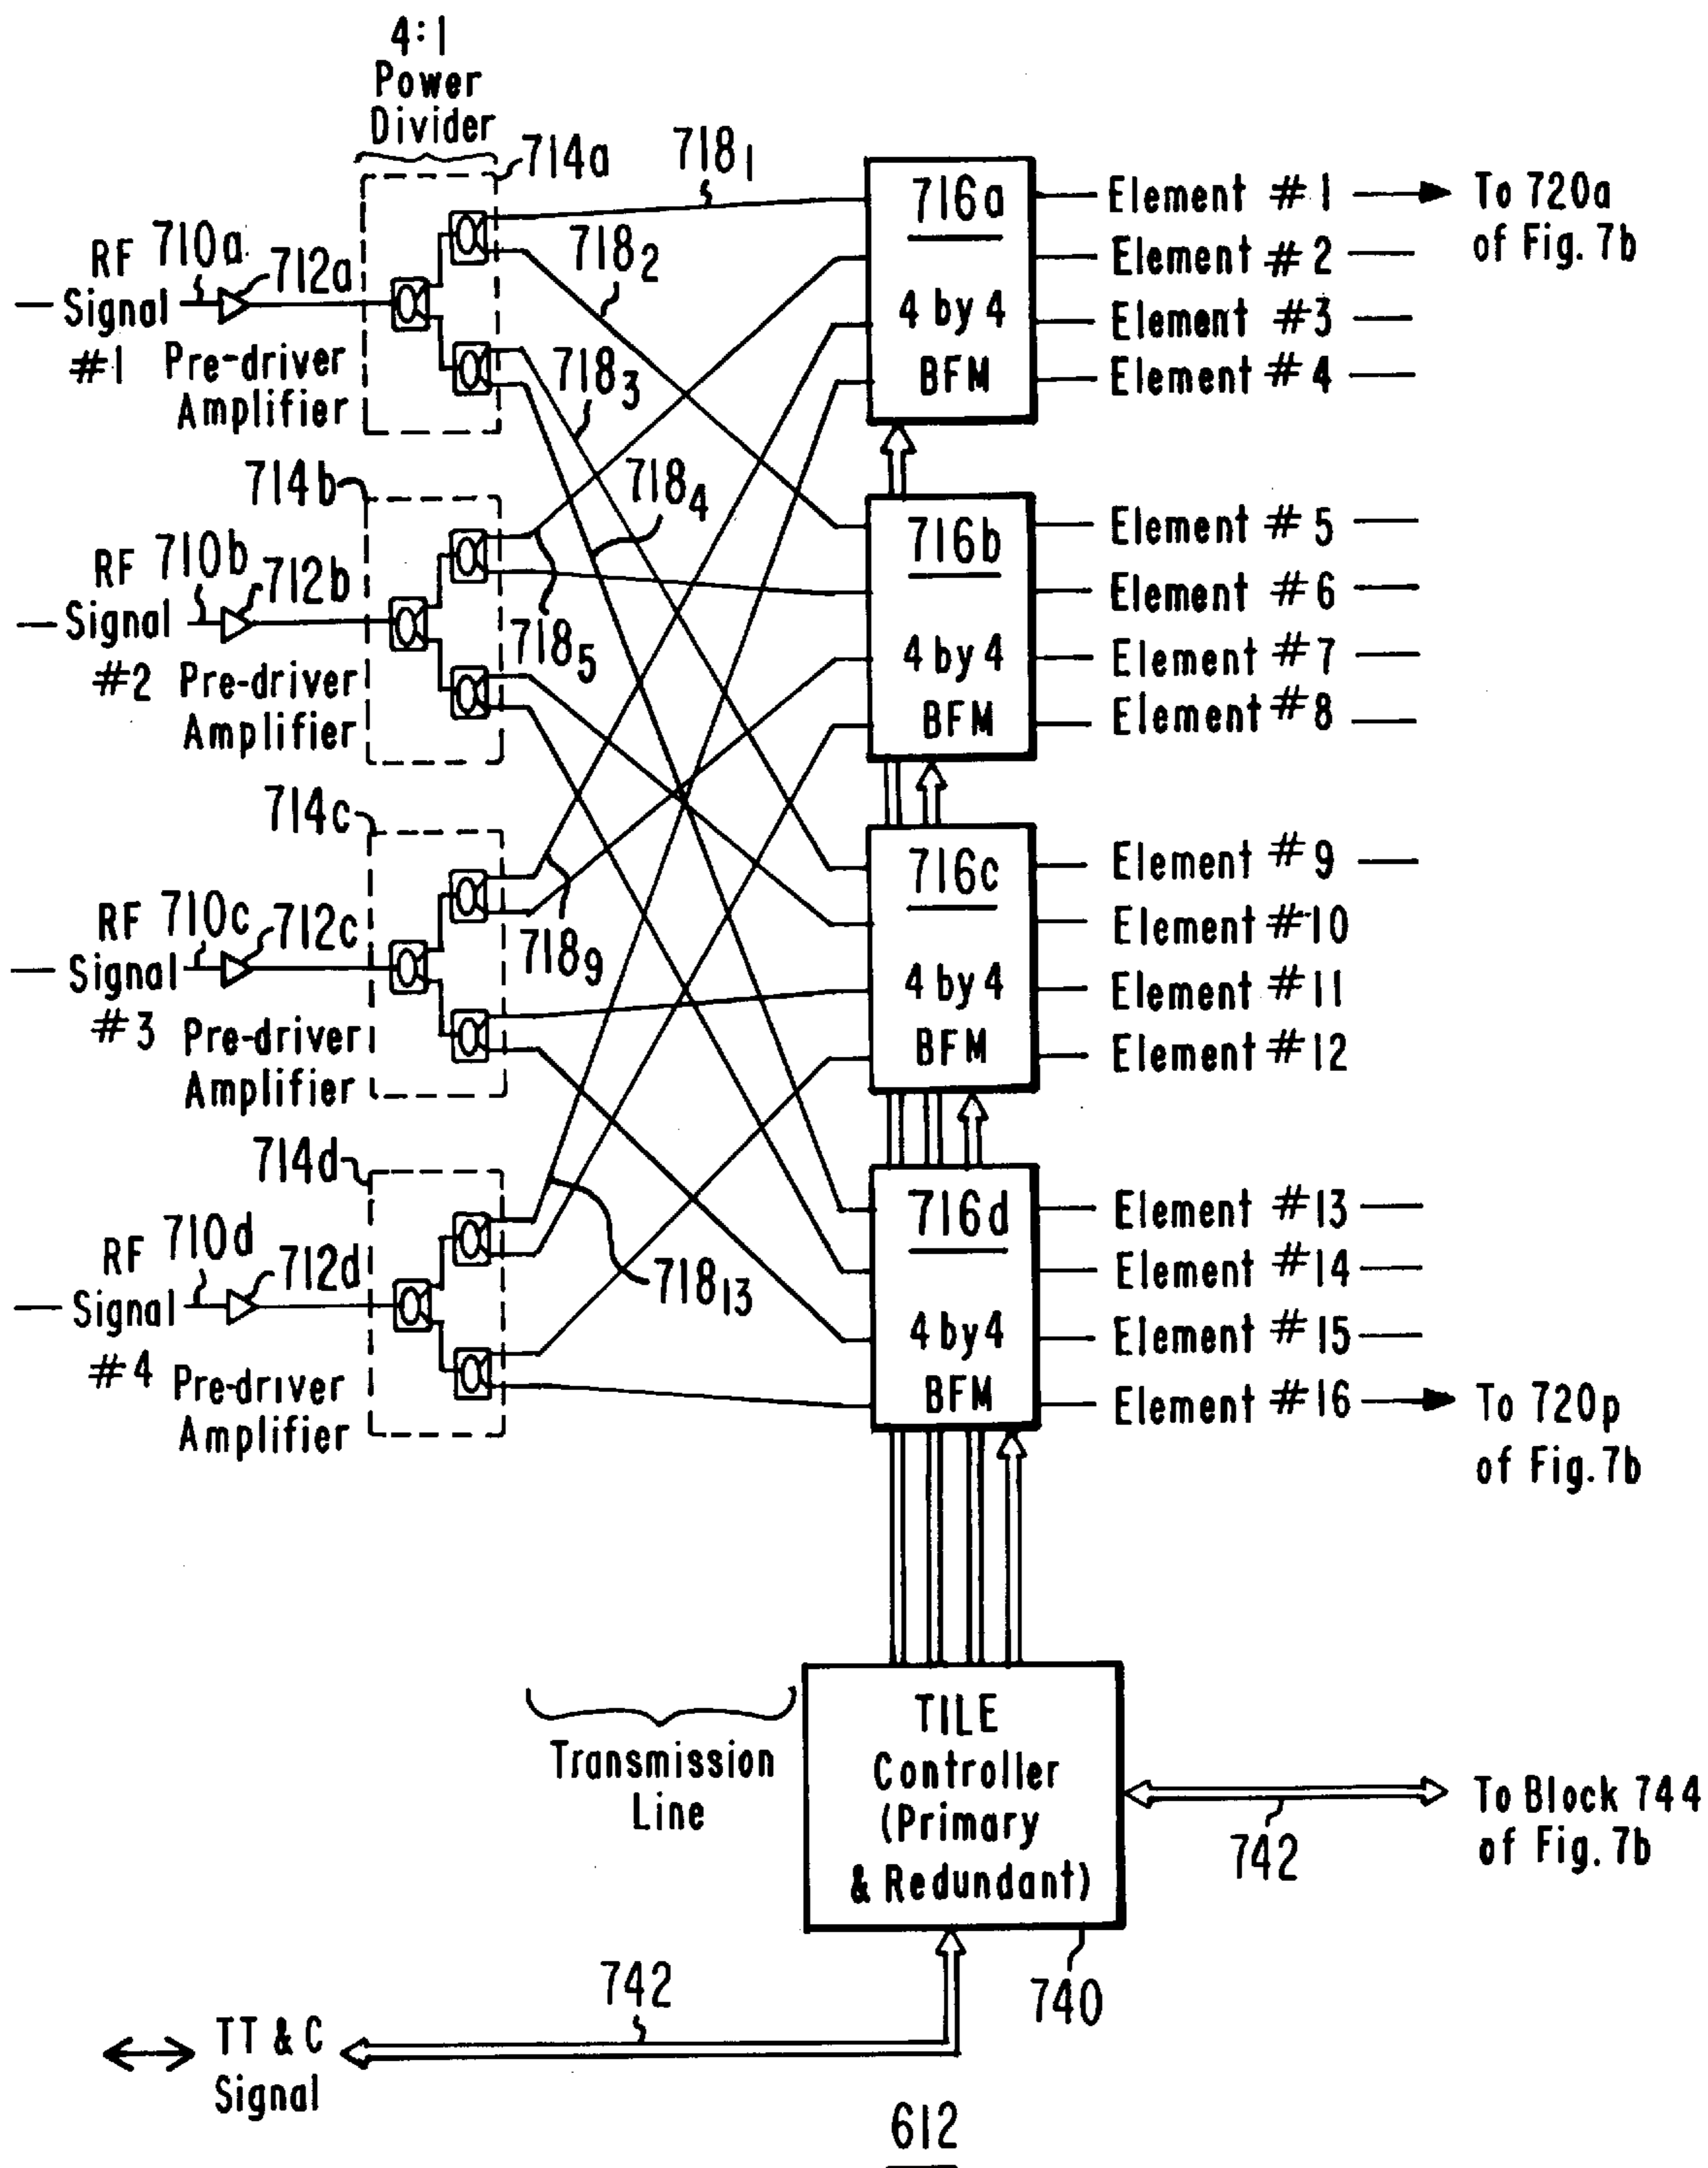 4:1
Power
Divider
714a
718₁
716a
4 by 4
BFM
Element #1
To 720a
of Fig. 7b
Element #2
Element #3
Element #4
RF
Signal
#1
710a
712a
Pre-driver
Amplifier
718₂
718₃
718₄
714b
716b
4 by 4
BFM
Element #5
Element #6
Element #7
Element #8
RF
Signal
#2
710b
712b
Pre-driver
Amplifier
718₅
714c
716c
4 by 4
BFM
Element #9
Element #10
Element #11
Element #12
RF
Signal
#3
710c
712c
Pre-driver
Amplifier
718₉
714d
716d
4 by 4
BFM
Element #13
Element #14
Element #15
Element #16
To 720p
of Fig. 7b
RF
Signal
#4
710d
712d
Pre-driver
Amplifier
718₁₃
Transmission
Line
TILE
Controller
(Primary
& Redundant)
742
To Block 744
of Fig. 7b
740
742
TT & C
Signal
612